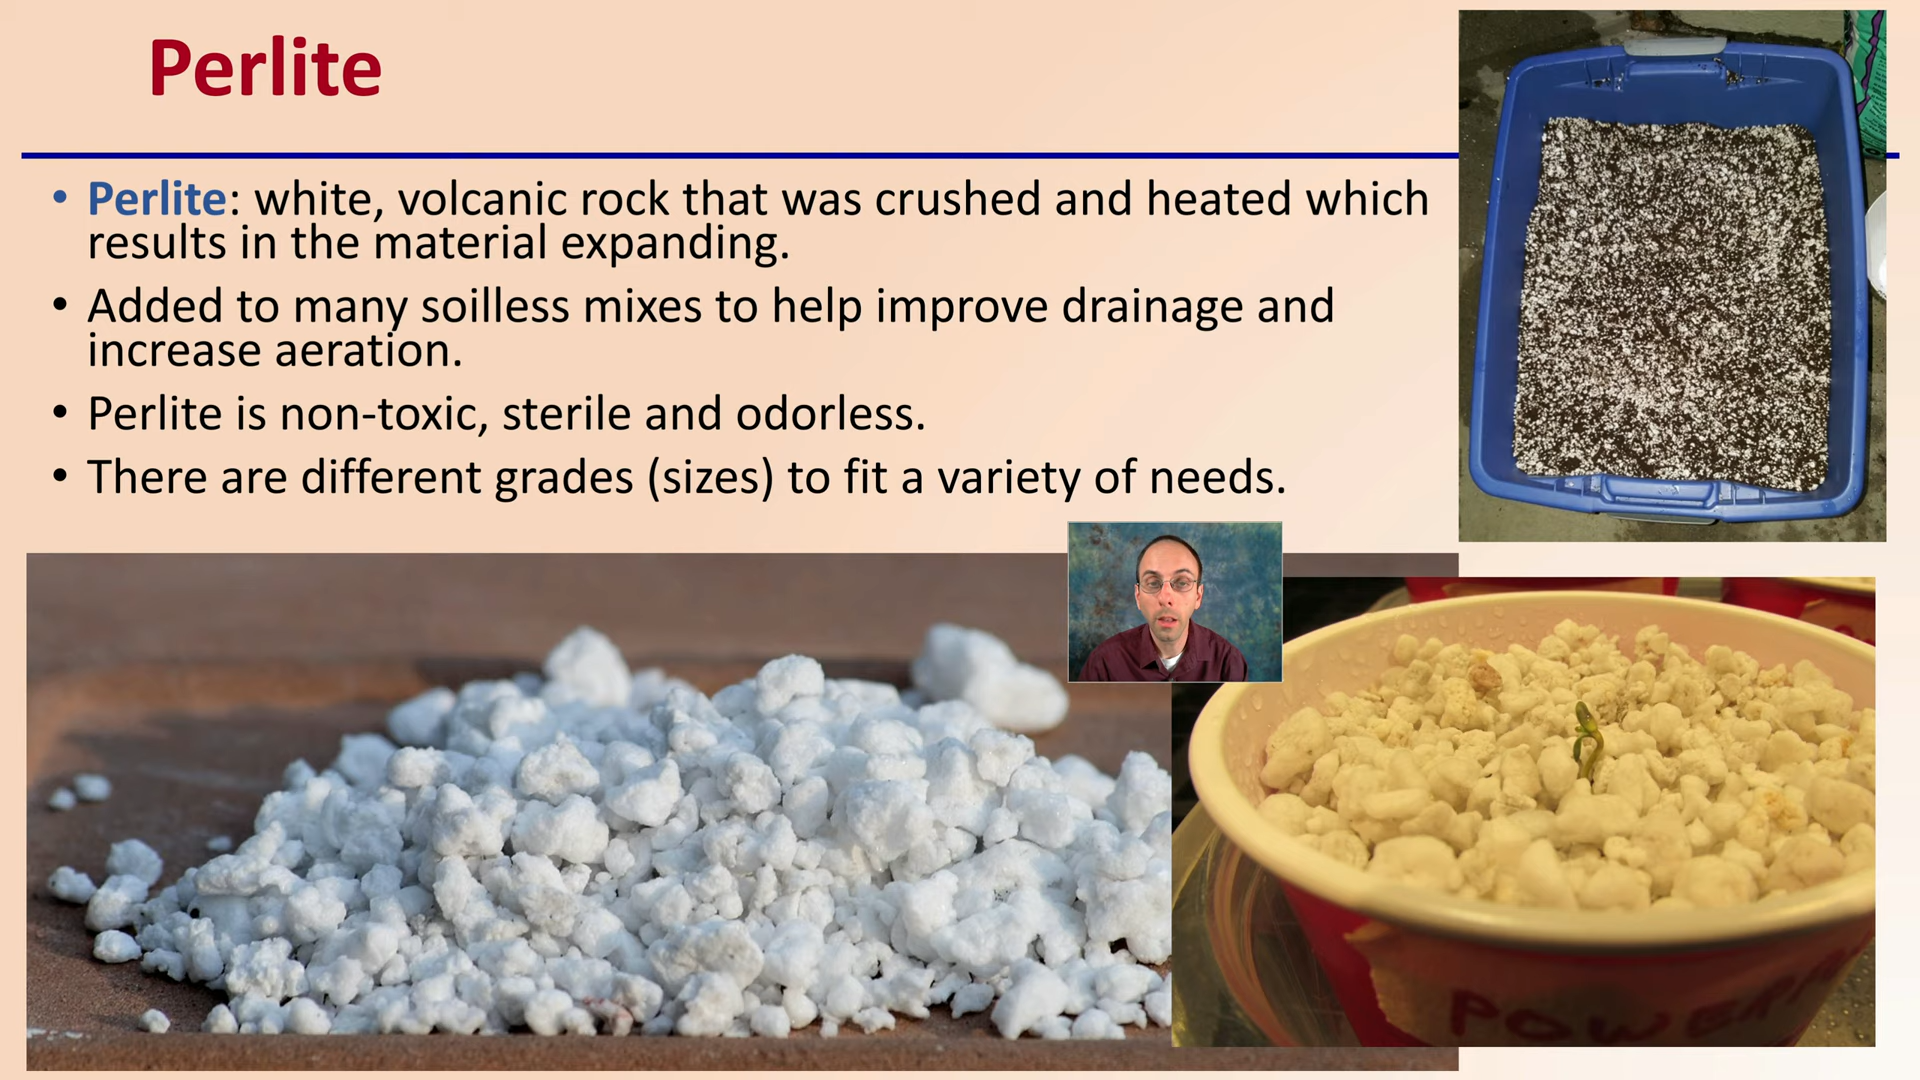 Perlite
• Perlite: white, volcanic rock that was crushed and heated which
results in the material expanding.
• Added to many soilless mixes to help improve drainage and
increase aeration.
• Perlite is non-toxic, sterile and odorless.
• There are different grades (sizes) to fit a variety of needs.